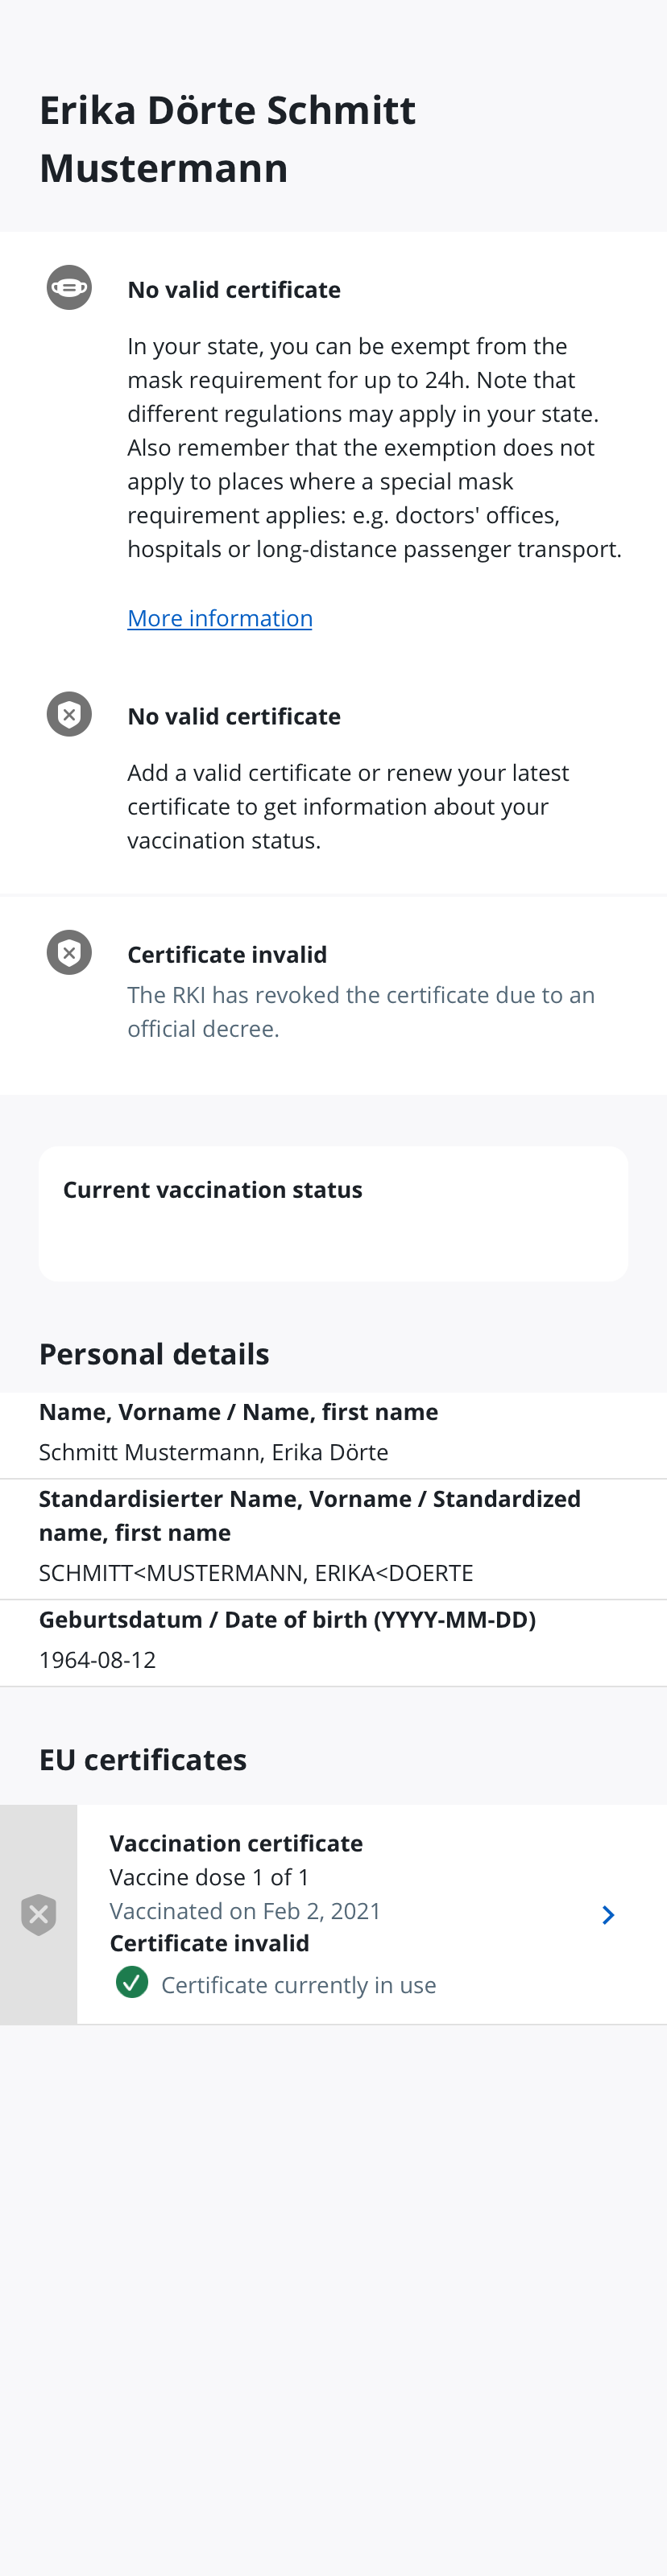 Erika Dörte Schmitt
Mustermann
No valid certificate
In your state, you can be exempt from the
mask requirement for up to 24h. Note that
different regulations may apply in your state.
Also remember that the exemption does not
apply to places where a special mask
requirement applies: e.g. doctors' offices,
hospitals or long-distance passenger transport.
More information
No valid certificate
Add a valid certificate or renew your latest
certificate to get information about your
vaccination status.
Certificate invalid
The RKI has revoked the certificate due to an
official decree.
Current vaccination status
Personal details
Name, Vorname / Name, first name
Schmitt Mustermann, Erika Dörte
Standardisierter Name, Vorname / Standardized
name, first name
SCHMITT<MUSTERMANN, ERIKA<DOERTE
Geburtsdatum / Date of birth (YYYY-MM-DD)
1964-08-12
EU certificates
Vaccination certificate
Vaccine dose 1 of 1
Vaccinated on Feb 2, 2021
Certificate invalid
Certificate currently in use